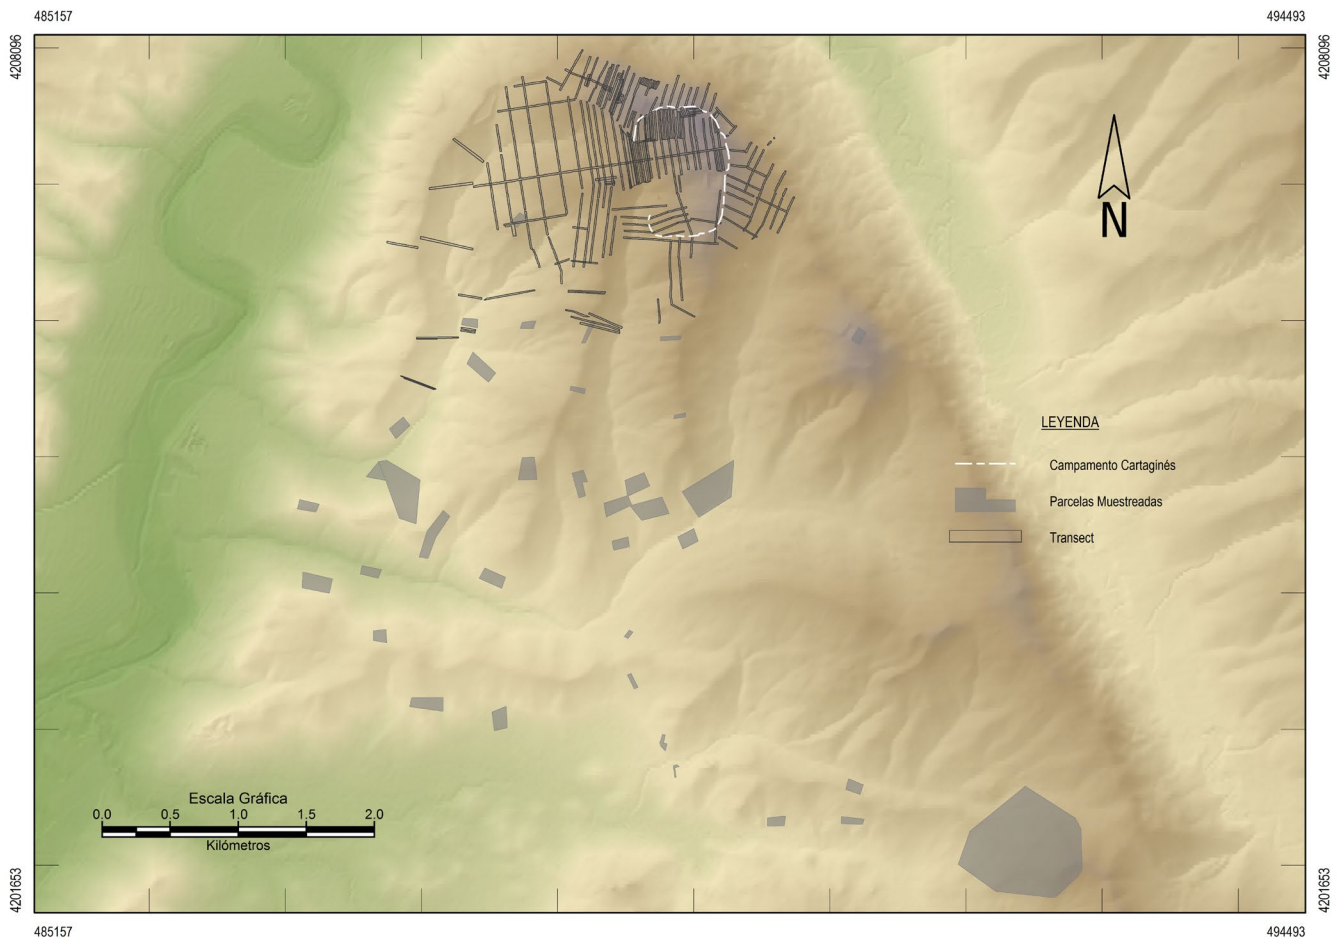 485157
494493
4208096
4208096
N
LEYENDA
Campamento Cartaginés
Parcelas Muestreadas
Transect
Escala Gráfica
0.0 0.5 1.0 1.5 2.0
Kilómetros
4201653
4201653
485157
494493